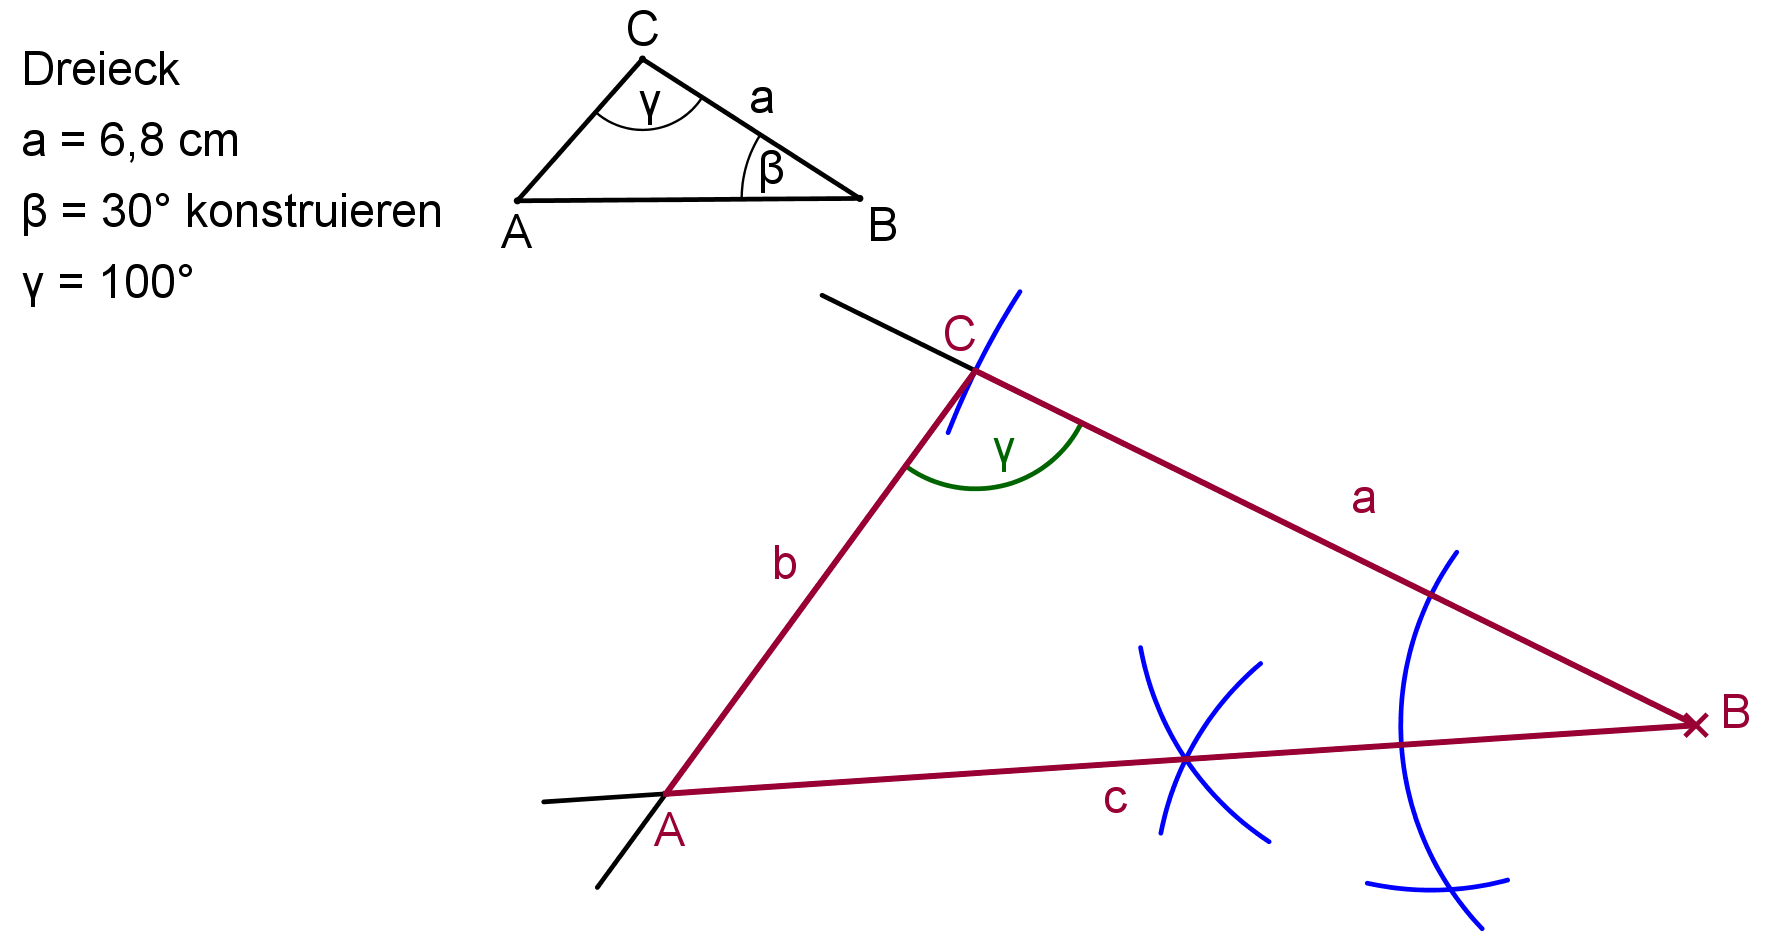 Dreieck
a = 6,8 cm
β = 30° konstruieren
γ = 100°
C
γ
a
β
A
B
C
γ
a
b
B
c
A